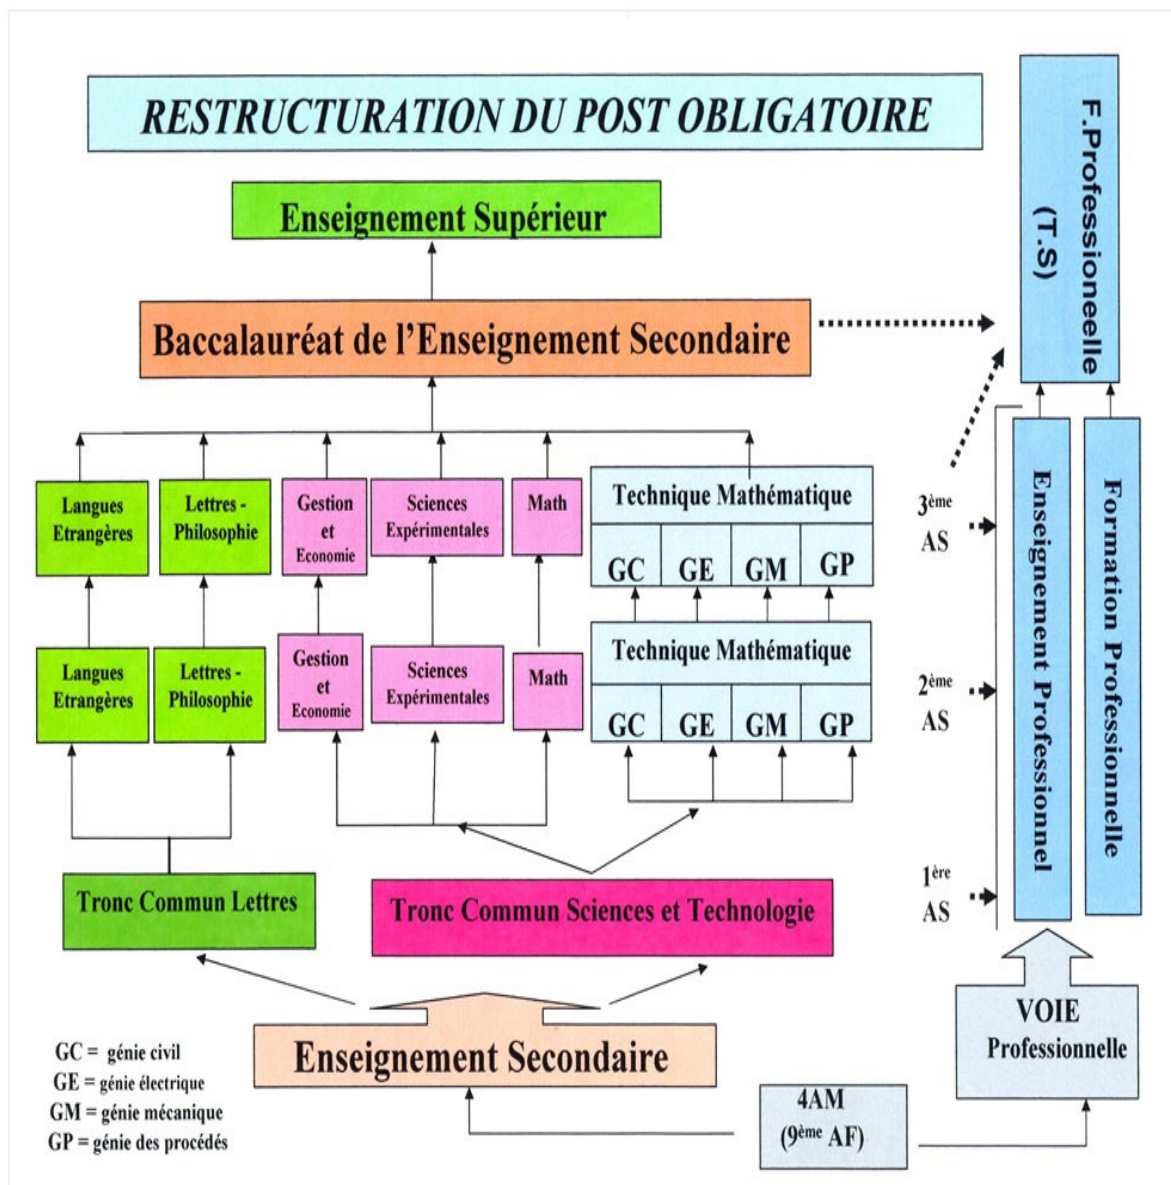 RESTRUCTURATION DU POST OBLIGATOIRE
F.Professioneelle
(T.S)
Enseignement Supérieur
Baccalauréat de l'Enseignement Secondaire
Langues
Etrangères
Lettres -
Philosophie
Gestion
et
Economie
Sciences
Expérimentales
Math
Technique Mathématique
GC GE GM GP
3ème
AS
Langues
Etrangères
Lettres -
Philosophie
Gestion
et
Economie
Sciences
Expérimentales
Math
Technique Mathématique
GC GE GM GP
2ème
AS
Enseignement Professionnel
Formation Professionnelle
Tronc Commun Lettres
Tronc Commun Sciences et Technologie
1ère
AS
Enseignement Secondaire
VOIE
Professionnelle
4AM
(9ème AF)
GC = génie civil
GE = génie électrique
GM = génie mécanique
GP = génie des procédés